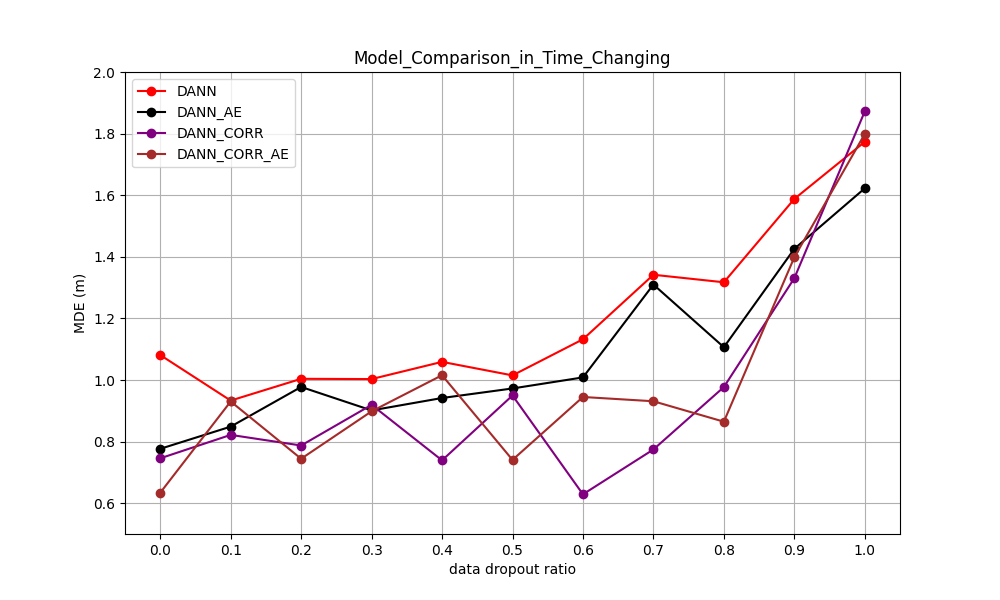 Model_Comparison_in_Time_Changing
DANN
DANN_AE
DANN_CORR
DANN_CORR_AE
MDE (m)
2.0
1.8
1.6
1.4
1.2
1.0
0.8
0.6
0.0 0.1 0.2 0.3 0.4 0.5 0.6 0.7 0.8 0.9 1.0
data dropout ratio